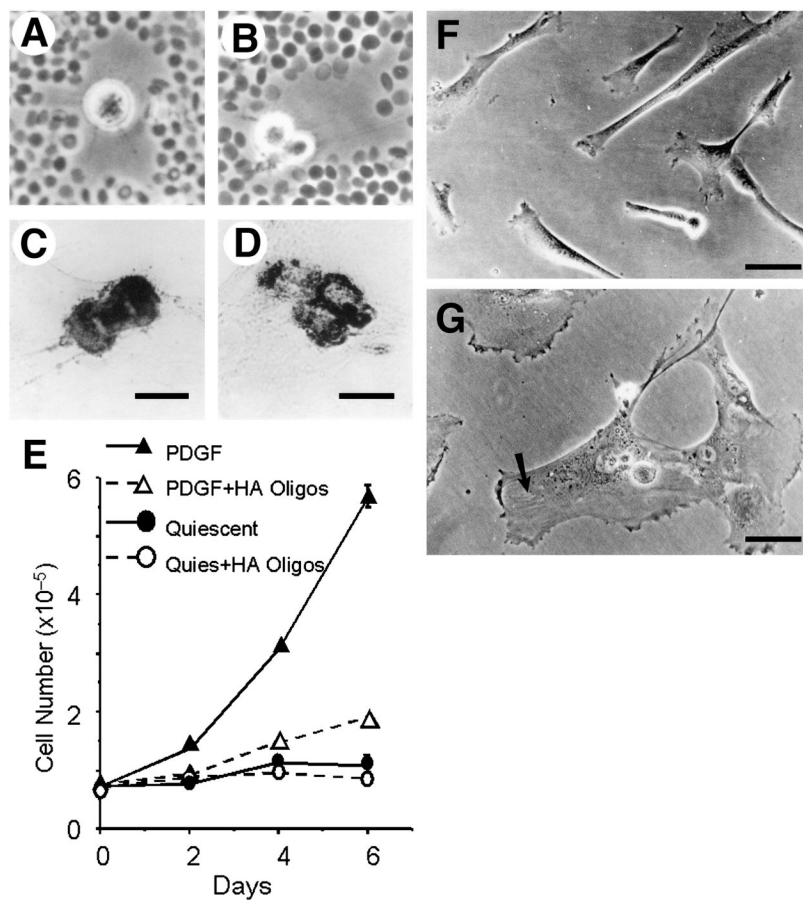 A
B
C
D
F
G
E
PDGF
PDGF+HA Oligos
Quiescent
Quies+HA Oligos
6
4
2
0
Cell Number (x10⁻⁵)
0 2 4 6
Days